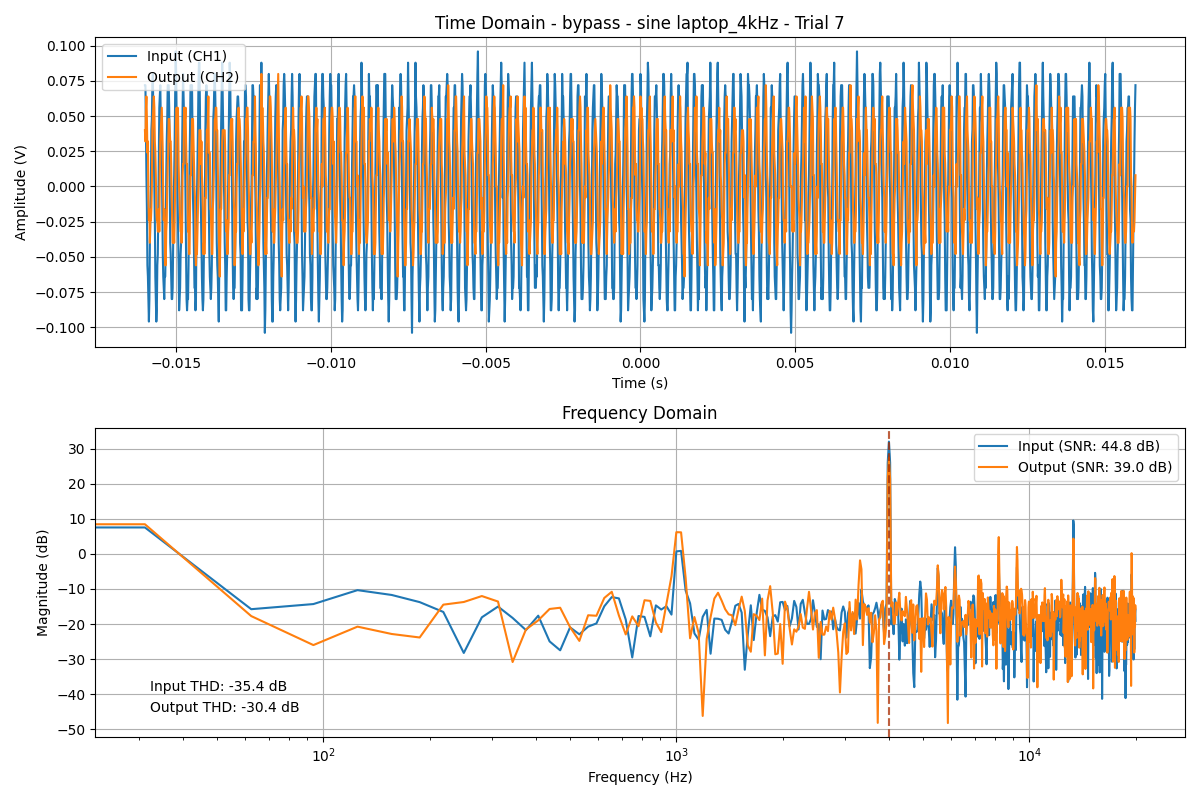 Time Domain - bypass - sine laptop_4kHz - Trial 7
Input (CH1)
Output (CH2)
Amplitude (V)
0.100
0.075
0.050
0.025
0.000
−0.025
−0.050
−0.075
−0.100
−0.015
−0.010
−0.005
0.000
0.005
0.010
0.015
Time (s)
Frequency Domain
Input (SNR: 44.8 dB)
Output (SNR: 39.0 dB)
Magnitude (dB)
30
20
10
0
−10
−20
−30
−40
−50
Input THD: -35.4 dB
Output THD: -30.4 dB
10²
10³
10⁴
Frequency (Hz)